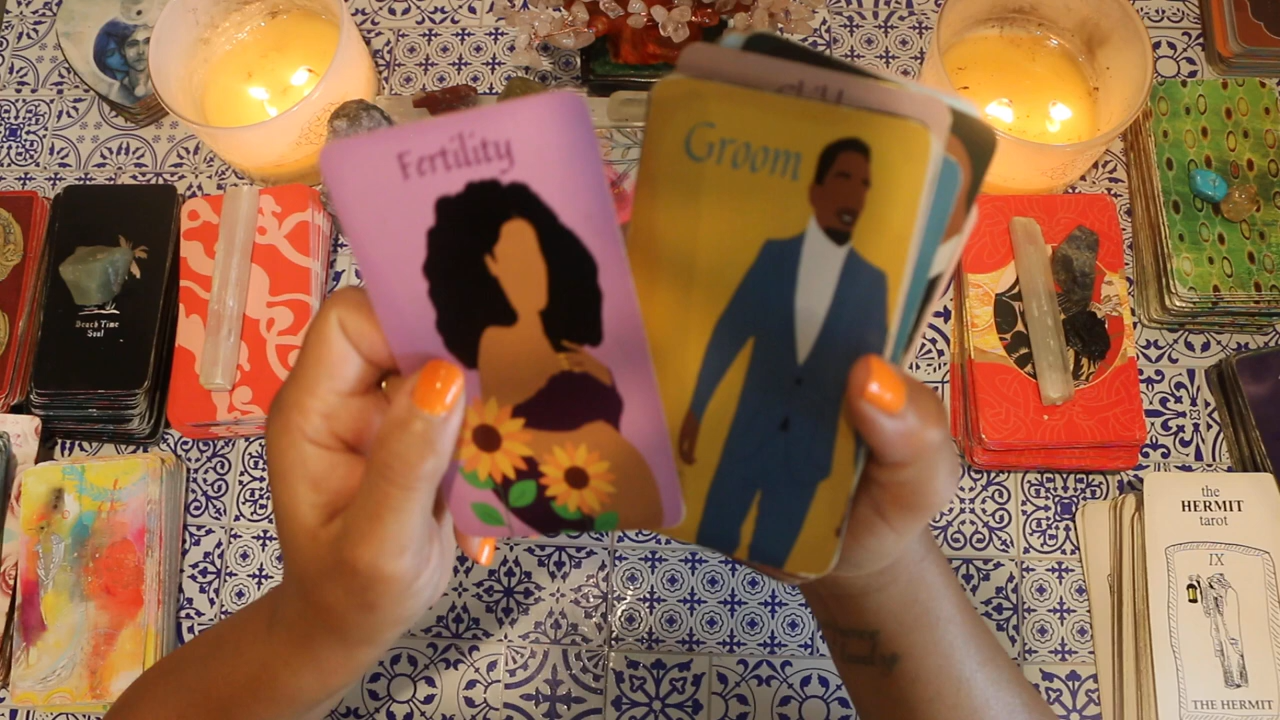 Fertility
Groom
Beach Time
Soul
the
HERMIT
tarot
IX
THE HERMIT